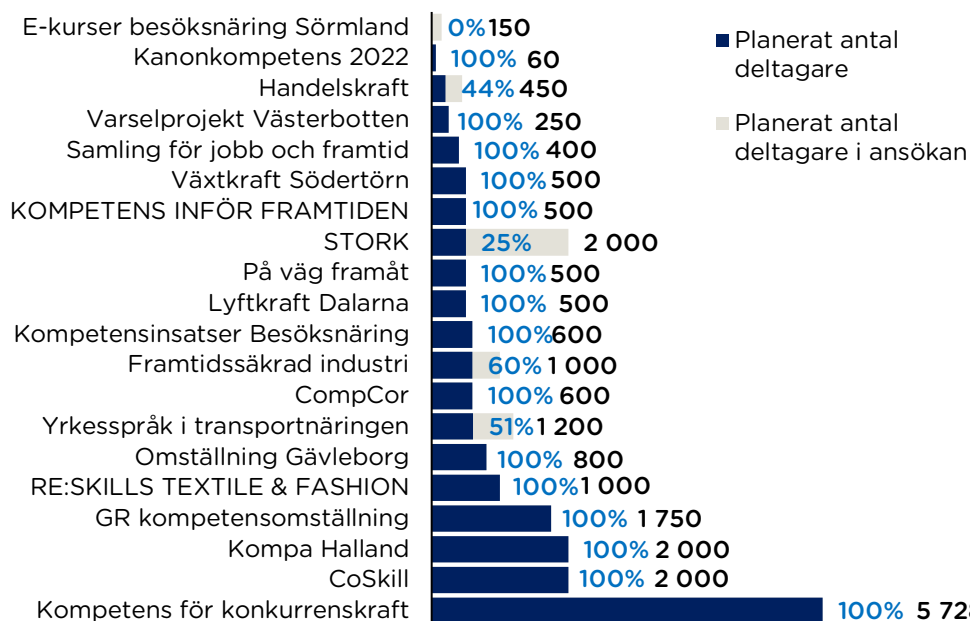 E-kurser besöksnäring Sörmland 0% 150
Kanonkompetens 2022 100% 60
Handelskraft 44% 450
Varselprojekt Västerbotten 100% 250
Samling för jobb och framtid 100% 400
Växtkraft Södertörn 100% 500
KOMPETENS INFÖR FRAMTIDEN 100% 500
STORK 25% 2 000
På väg framåt 100% 500
Lyftkraft Dalarna 100% 500
Kompetensinsatser Besöksnäring 100% 600
Framtidssäkrad industri 60% 1 000
CompCor 100% 600
Yrkesspråk i transportnäringen 51% 1 200
Omställning Gävleborg 100% 800
RE:SKILLS TEXTILE & FASHION 100% 1 000
GR kompetensomställning 100% 1 750
Kompa Halland 100% 2 000
CoSkill 100% 2 000
Kompetens för konkurrenskraft 100% 5 728
Planerat antal
deltagare
Planerat antal
deltagare i ansökan